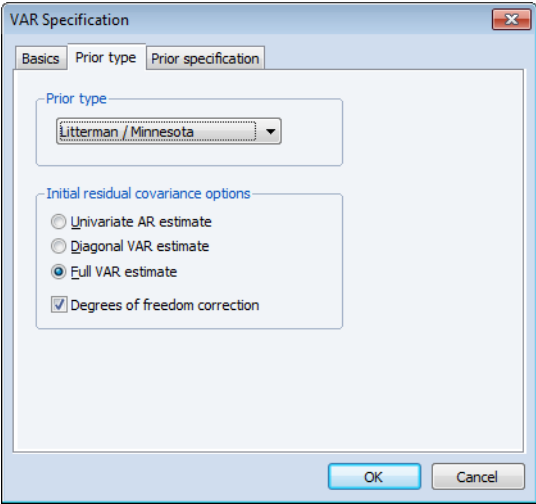 VAR Specification
Basics Prior type Prior specification
Prior type
Litterman / Minnesota
Initial residual covariance options
Univariate AR estimate
Diagonal VAR estimate
Full VAR estimate
Degrees of freedom correction
OK Cancel